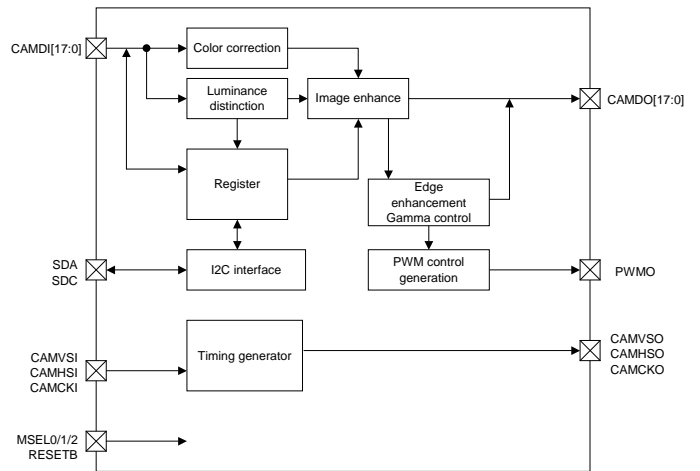 CAMDI[17:0]
Color correction
Luminance
distinction
Image enhance
CAMDO[17:0]
Register
Edge
enhancement
Gamma control
SDA
SDC
I2C interface
PWM control
generation
PWMO
CAMVSI
CAMHSI
CAMCKI
Timing generator
CAMVSO
CAMHSO
CAMCKO
MSEL0/1/2
RESETB